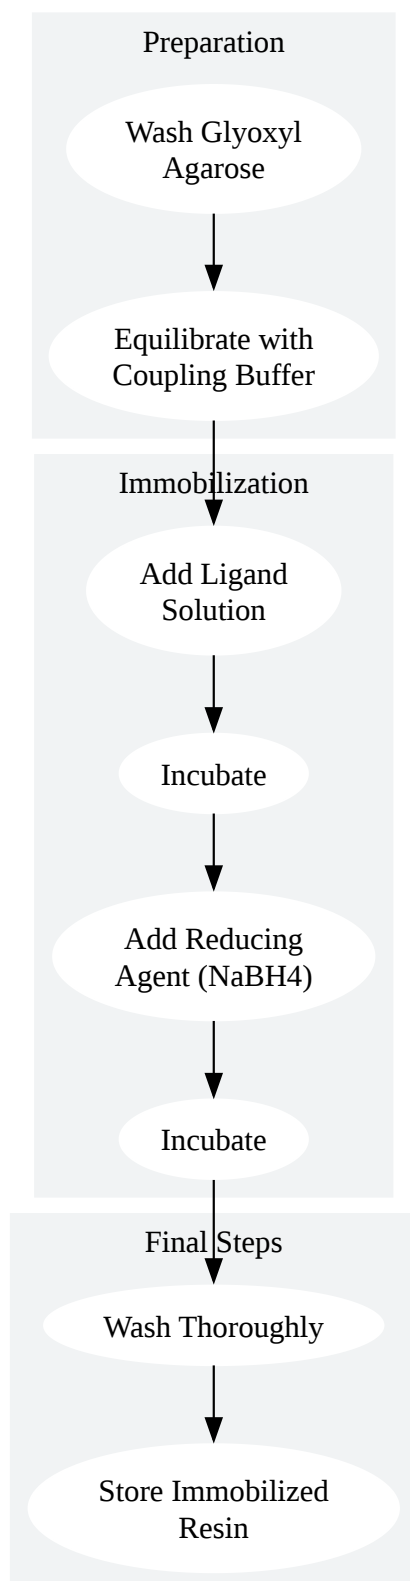 Preparation
Wash Glyoxyl
Agarose
Equilibrate with
Coupling Buffer
Immobilization
Add Ligand
Solution
Incubate
Add Reducing
Agent (NaBH4)
Incubate
Final Steps
Wash Thoroughly
Store Immobilized
Resin